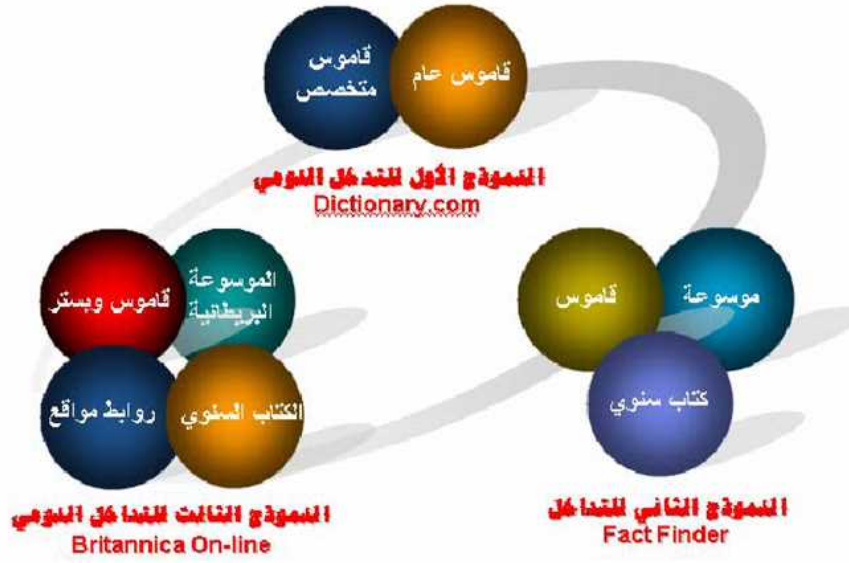 قاموس متخصص
قاموس عام
النموذج الأول للتداخل النوعي
Dictionary.com
قاموس وبستر
الموسوعة البريطانية
روابط مواقع
الكتاب السنوي
النموذج الثالث للتداخل النوعي
Britannica On-line
موسوعة
قاموس
كتاب سنوي
النموذج الثاني للتداخل
Fact Finder